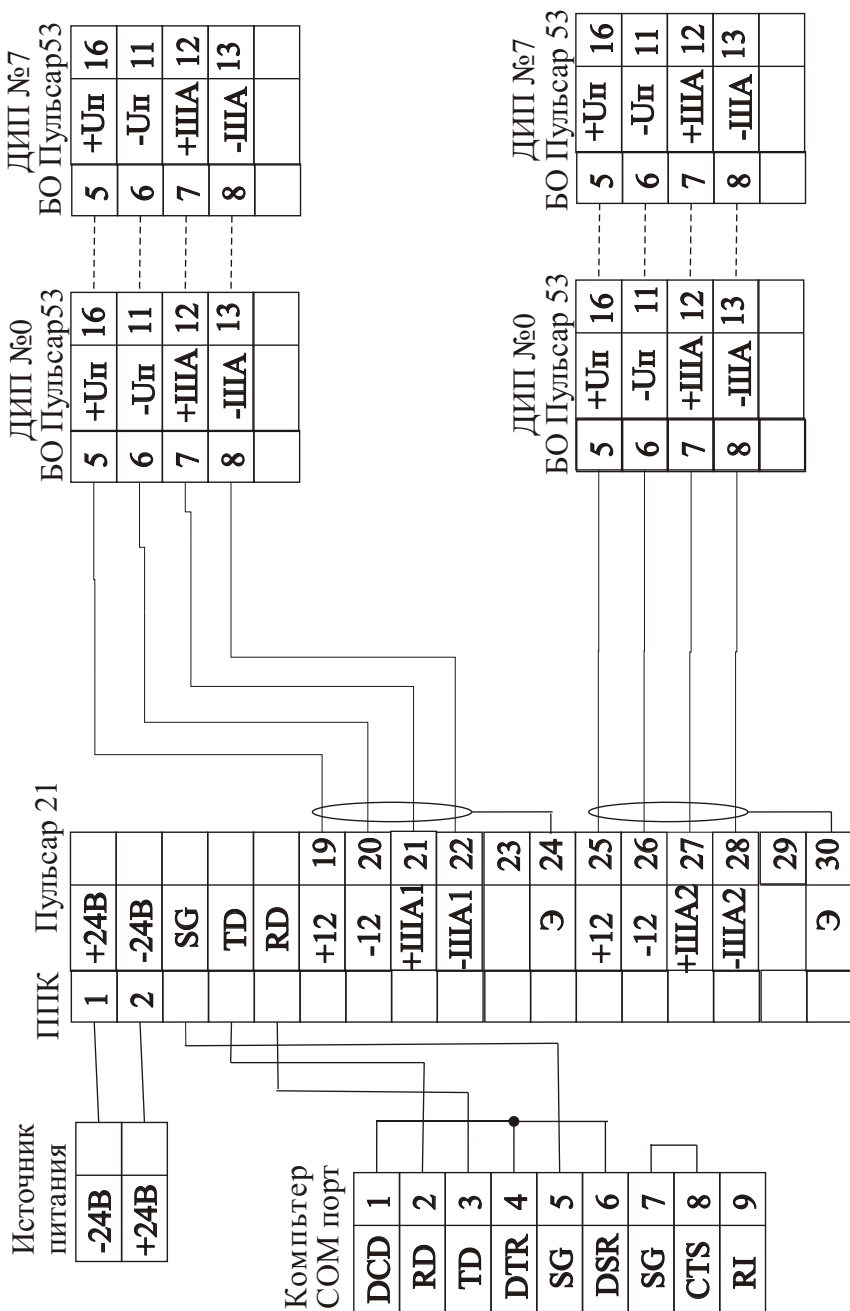 Источник
питания
-24В
+24В
Компьтер
COM порт
DCD 1
RD 2
TD 3
DTR 4
SG 5
DSR 6
SG 7
CTS 8
RI 9
ППК Пульсар 21
1 +24В
2 -24В
SG
TD
RD
+12 19
-12 20
+ША1 21
-ША1 22
23
Э 24
+12 25
-12 26
+ША2 27
-ША2 28
29
Э 30
ДИП №0
БО Пульсар53
5 +Uп 16
6 -Uп 11
7 +ША 12
8 -ША 13
ДИП №7
БО Пульсар53
5 +Uп 16
6 -Uп 11
7 +ША 12
8 -ША 13
ДИП №0
БО Пульсар 53
5 +Uп 16
6 -Uп 11
7 +ША 12
8 -ША 13
ДИП №7
БО Пульсар 53
5 +Uп 16
6 -Uп 11
7 +ША 12
8 -ША 13